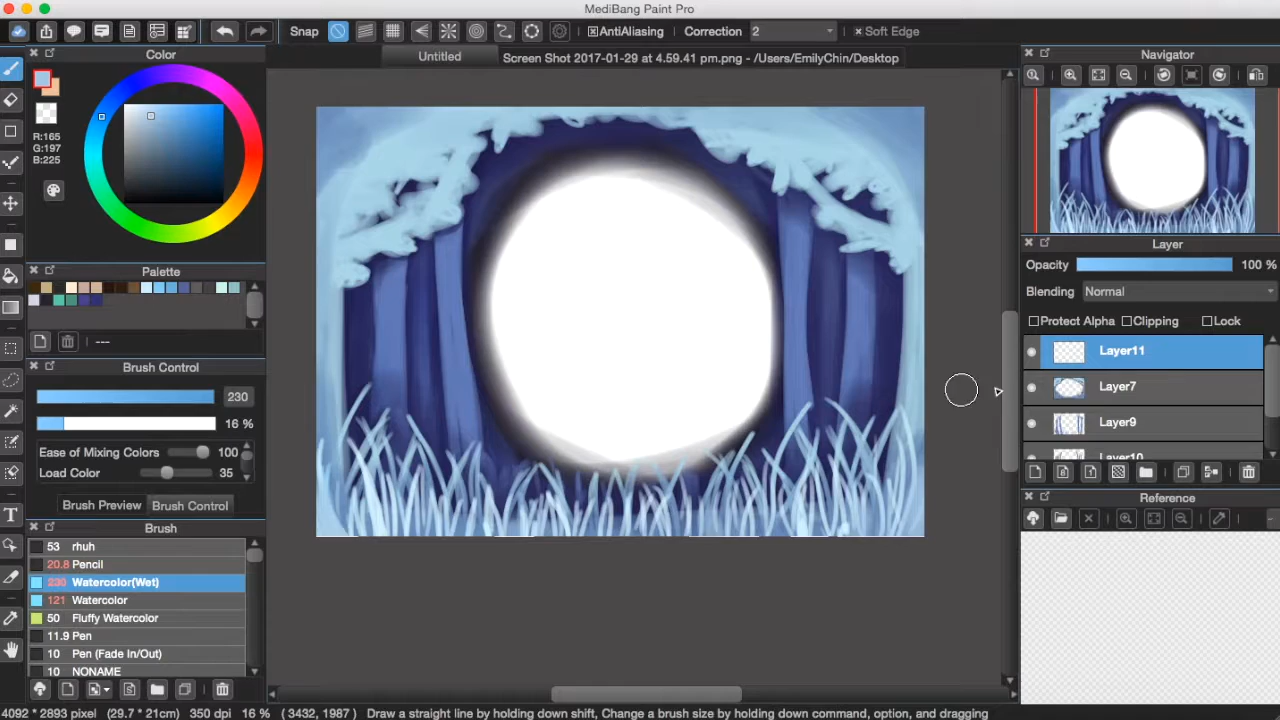 MediBang Paint Pro
Snap
AntiAliasing Correction 2 Soft Edge
Color
Untitled
Screen Shot 2017-01-29 at 4.59.41 pm.png - /Users/EmilyChin/Desktop
Navigator
R:165
G:197
B:225
Layer
Opacity 100 %
Blending Normal
Protect Alpha Clipping Lock
Layer11
Layer7
Layer9
Layer10
Palette
---
Brush Control
230
16 %
Ease of Mixing Colors 100
Load Color 35
Brush Preview Brush Control
Reference
Brush
53 rhuh
20.8 Pencil
230 Watercolor(Wet)
121 Watercolor
50 Fluffy Watercolor
11.9 Pen
10 Pen (Fade In/Out)
10 NONAME
4092 * 2893 pixel (29.7 * 21cm) 350 dpi 16 % ( 3432, 1987 ) Draw a straight line by holding down shift, Change a brush size by holding down command, option, and dragging